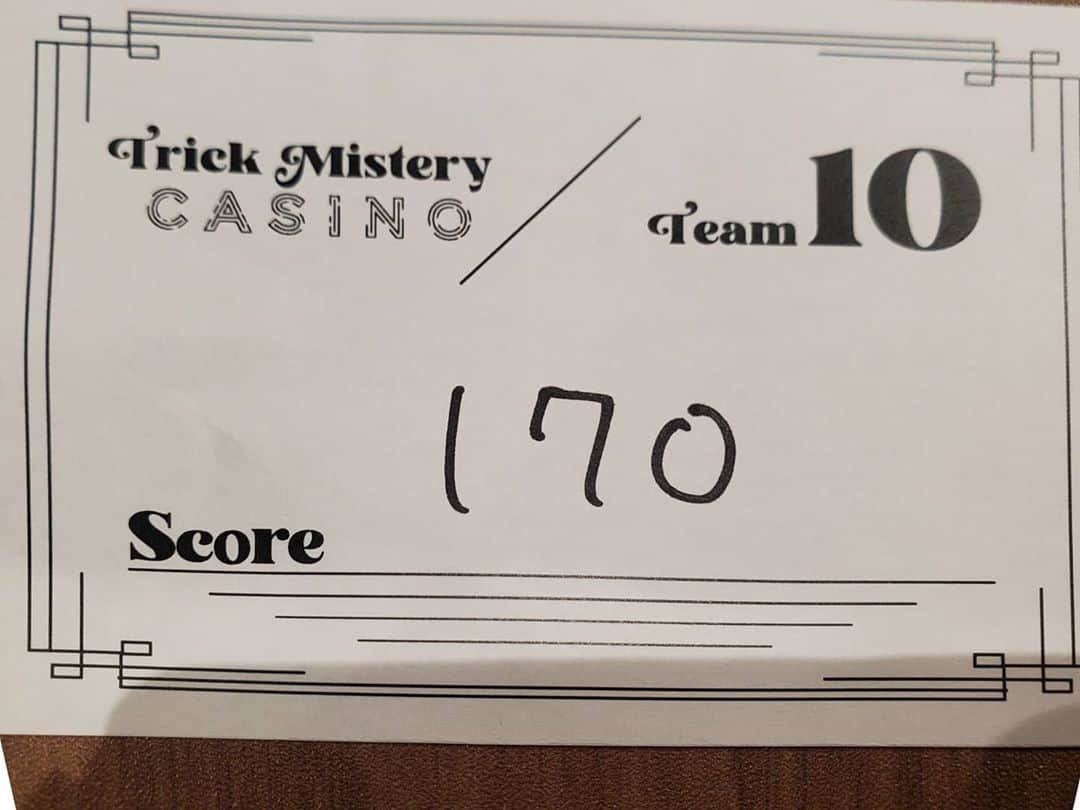 Trick Mistery
CASINO
Team 10
170
Score